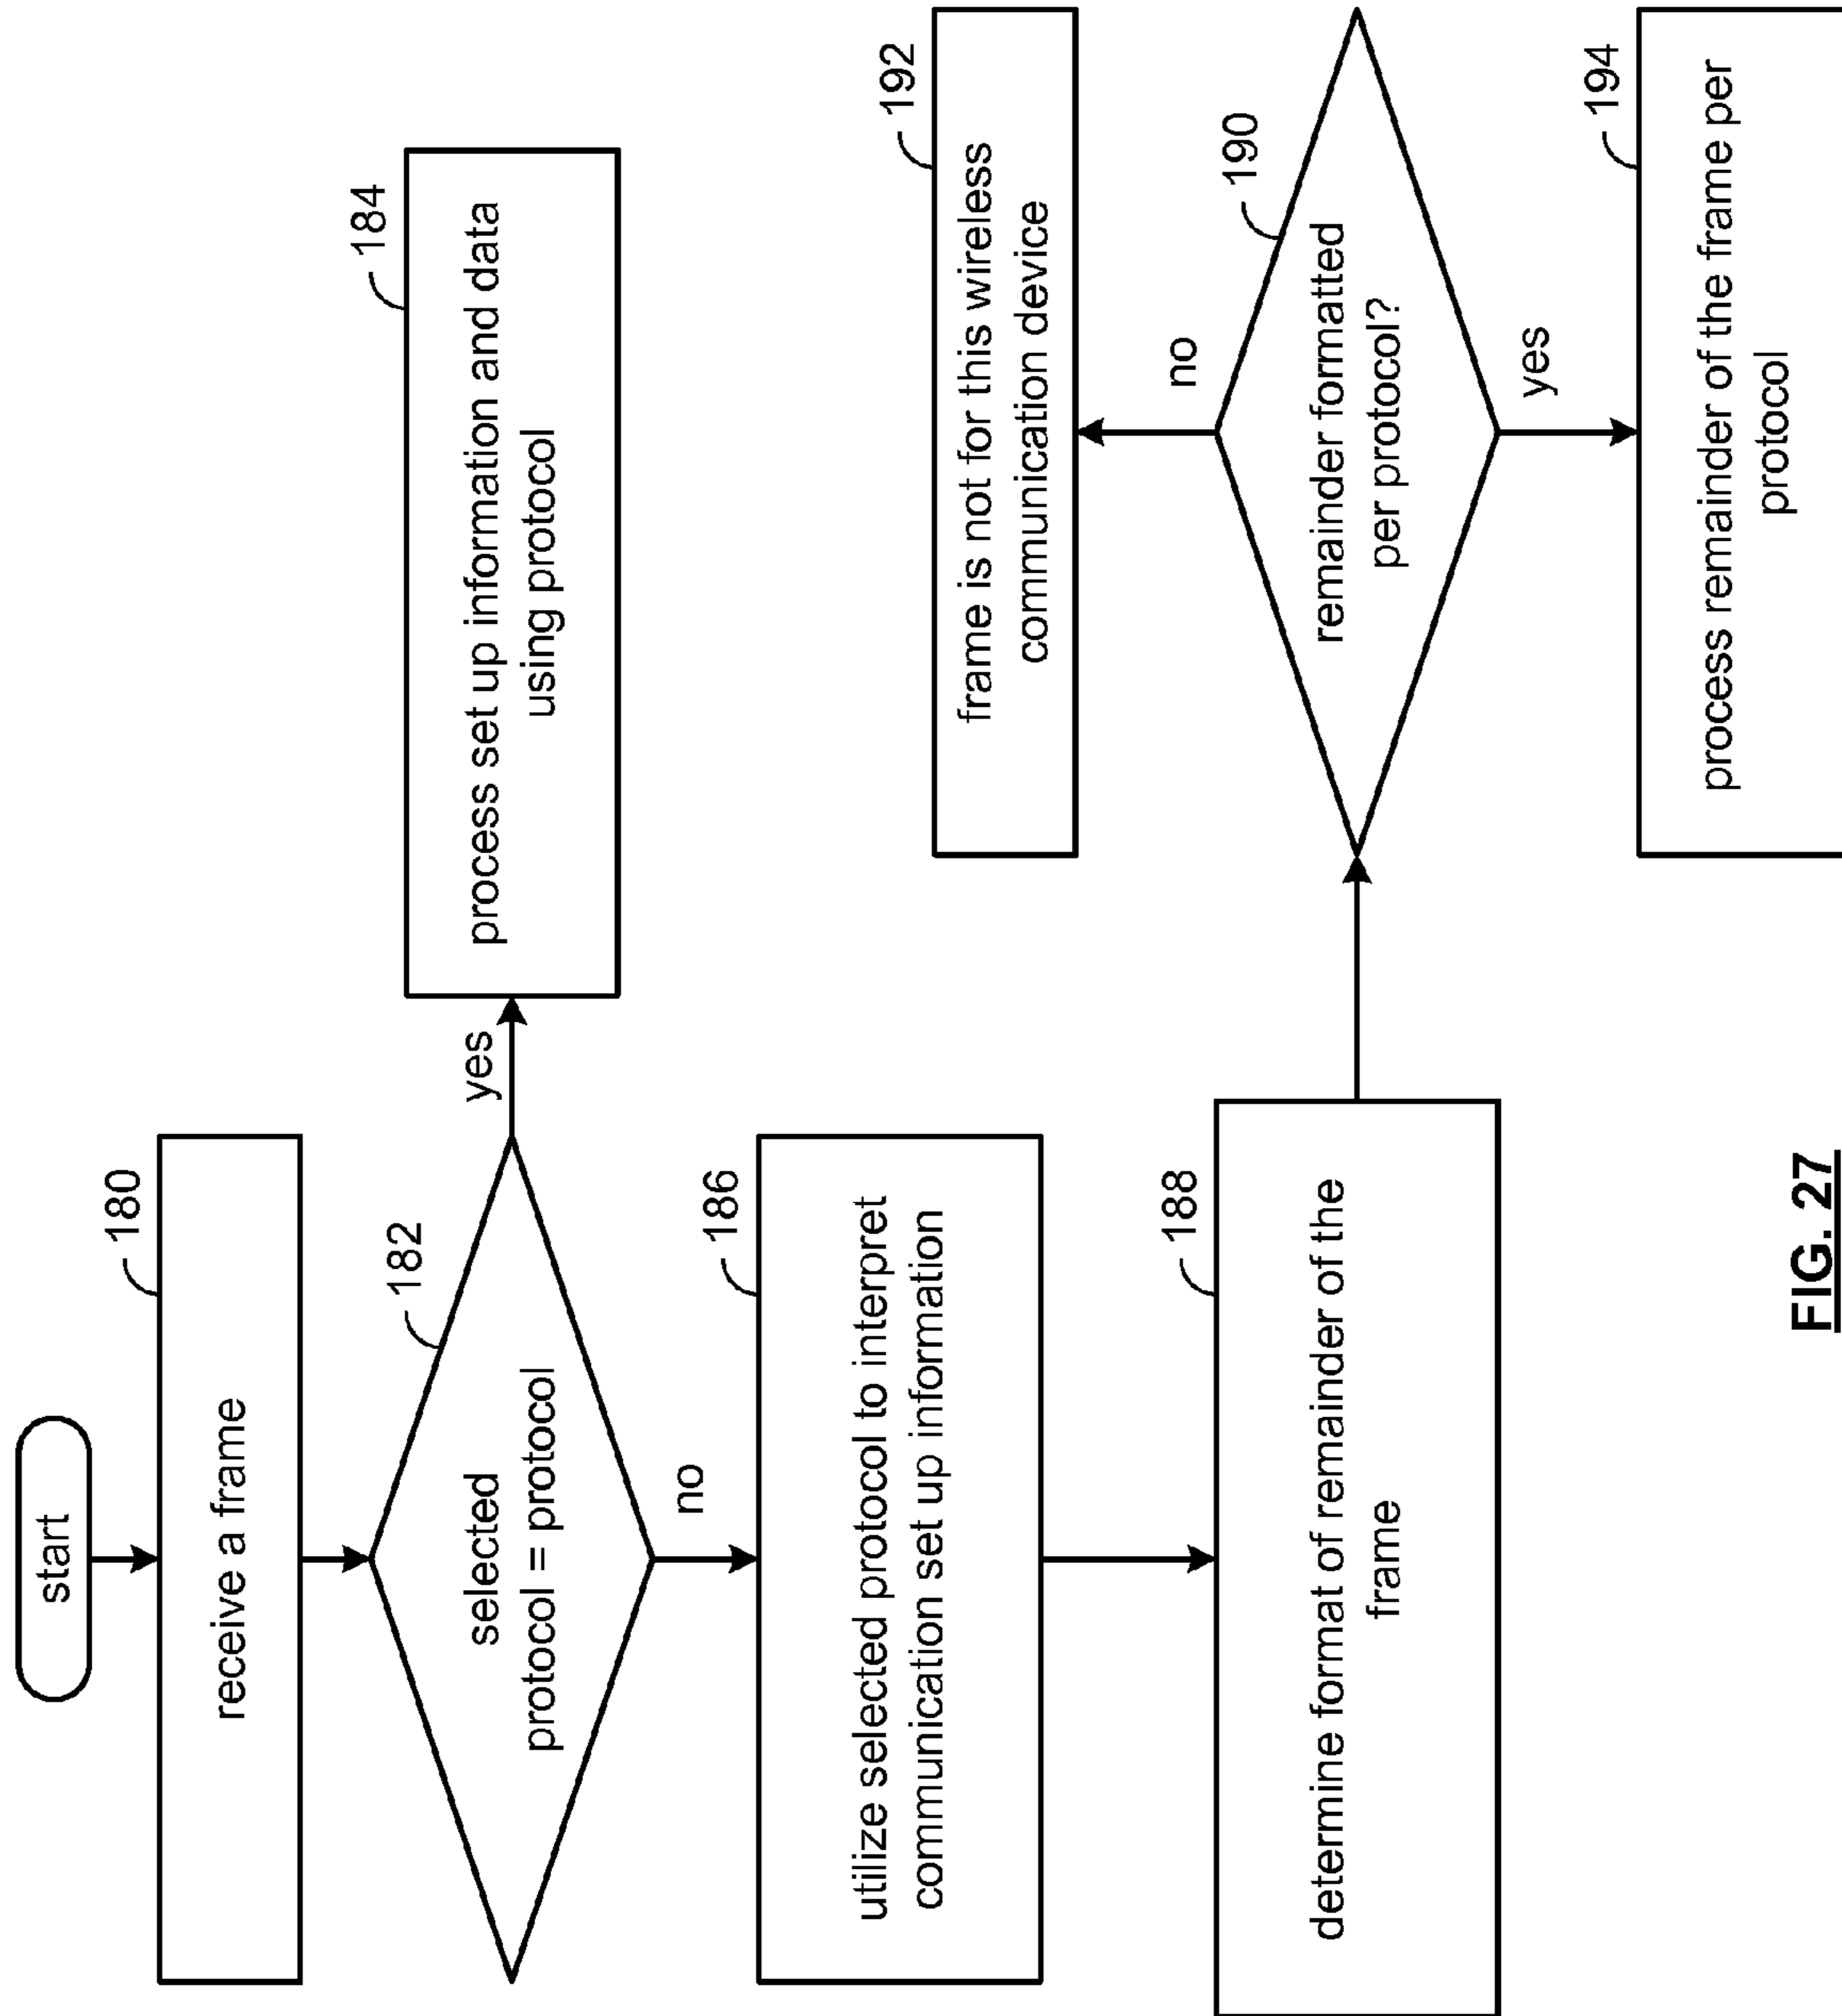 start
180
receive a frame
182
selected
protocol = protocol
yes
184
process set up information and data
using protocol
no
186
utilize selected protocol to interpret
communication set up information
188
determine format of remainder of the
frame
190
remainder formatted
per protocol?
no
192
frame is not for this wireless
communication device
yes
194
process remainder of the frame per
protocol
FIG. 27